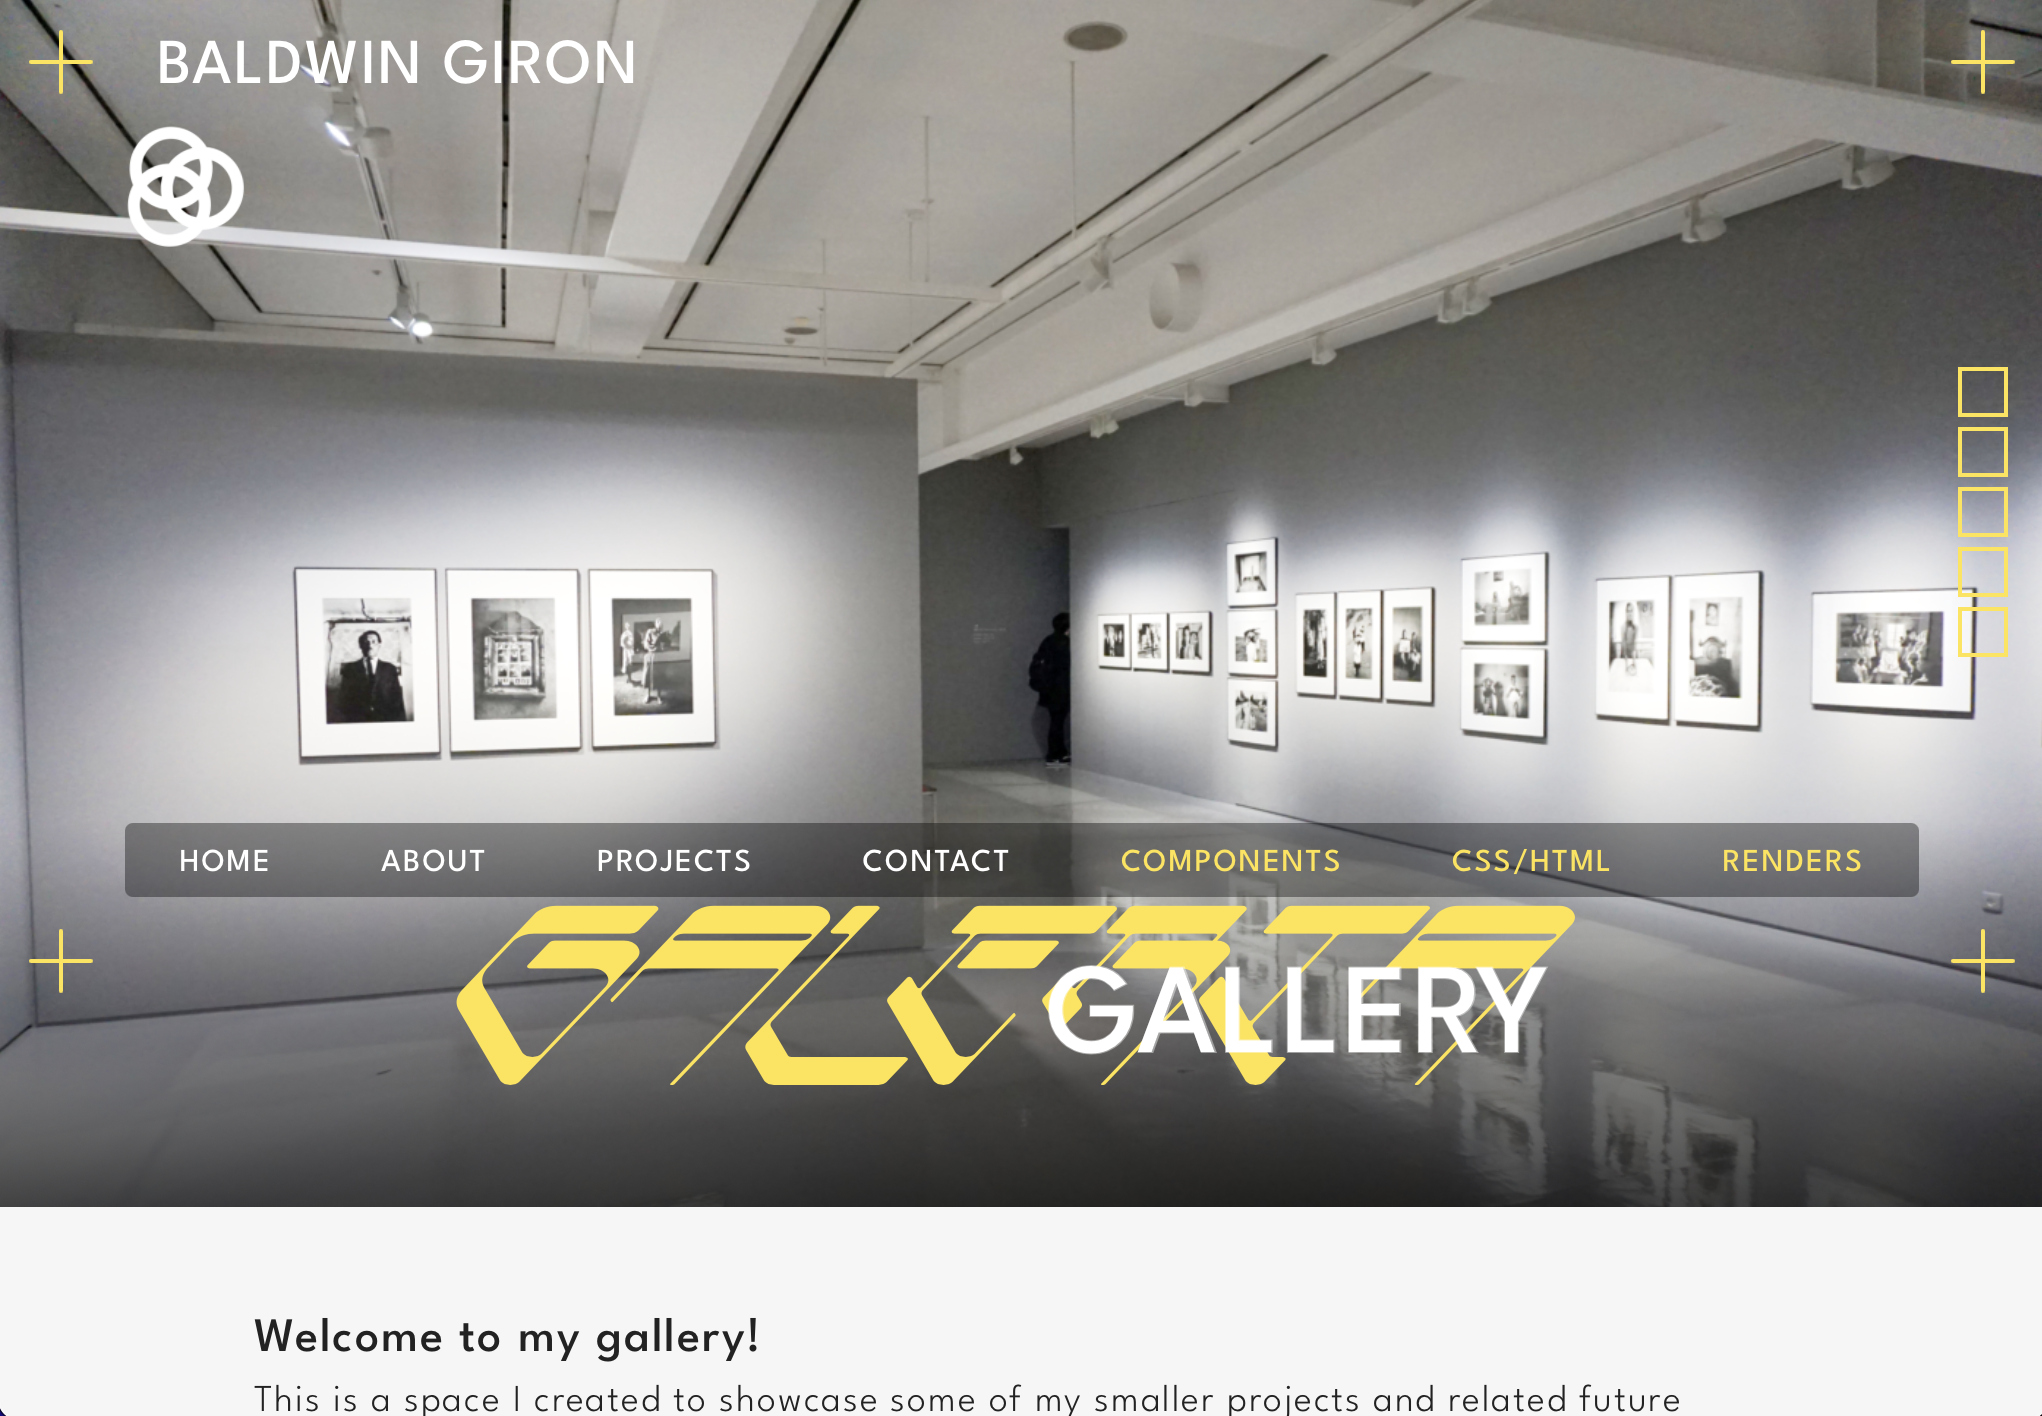 BALDWIN GIRON
HOME ABOUT PROJECTS CONTACT COMPONENTS CSS/HTML RENDERS
GALLERY
Welcome to my gallery!
This is a space I created to showcase some of my smaller projects and related future